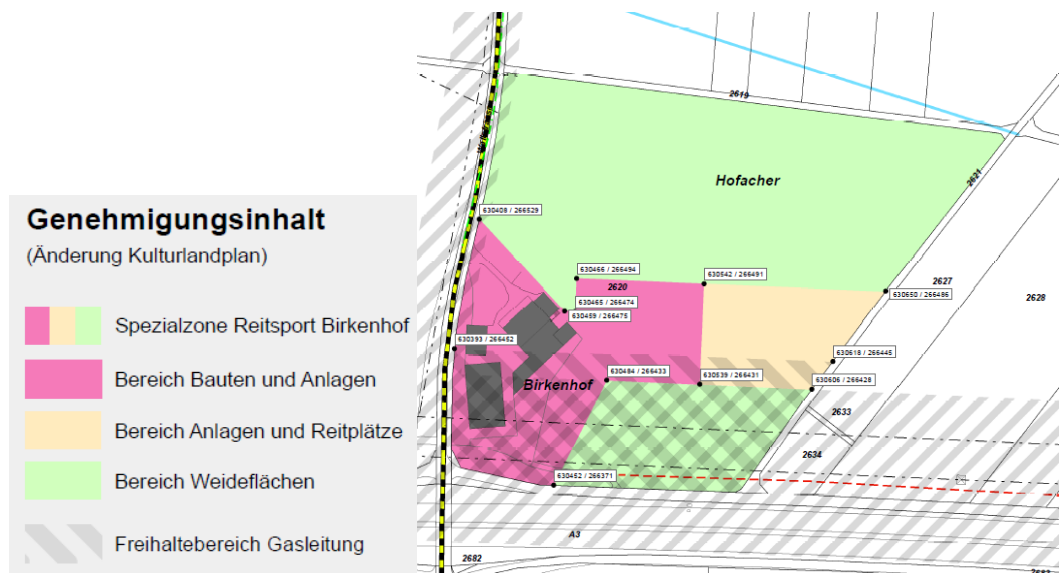 Genehmigungsinhalt
(Änderung Kulturlandplan)
Spezialzone Reitsport Birkenhof
Bereich Bauten und Anlagen
Bereich Anlagen und Reitplätze
Bereich Weideflächen
Freihaltebereich Gasleitung
2619
2621
Hofacher
630408 / 266529
630466 / 266494
630542 / 266491
2627
2620
630650 / 266486
2628
630465 / 266474
630459 / 266475
630393 / 266452
630618 / 266445
630484 / 266433
Birkenhof
630539 / 266431
630606 / 266428
2633
2634
630452 / 266371
A3
2682